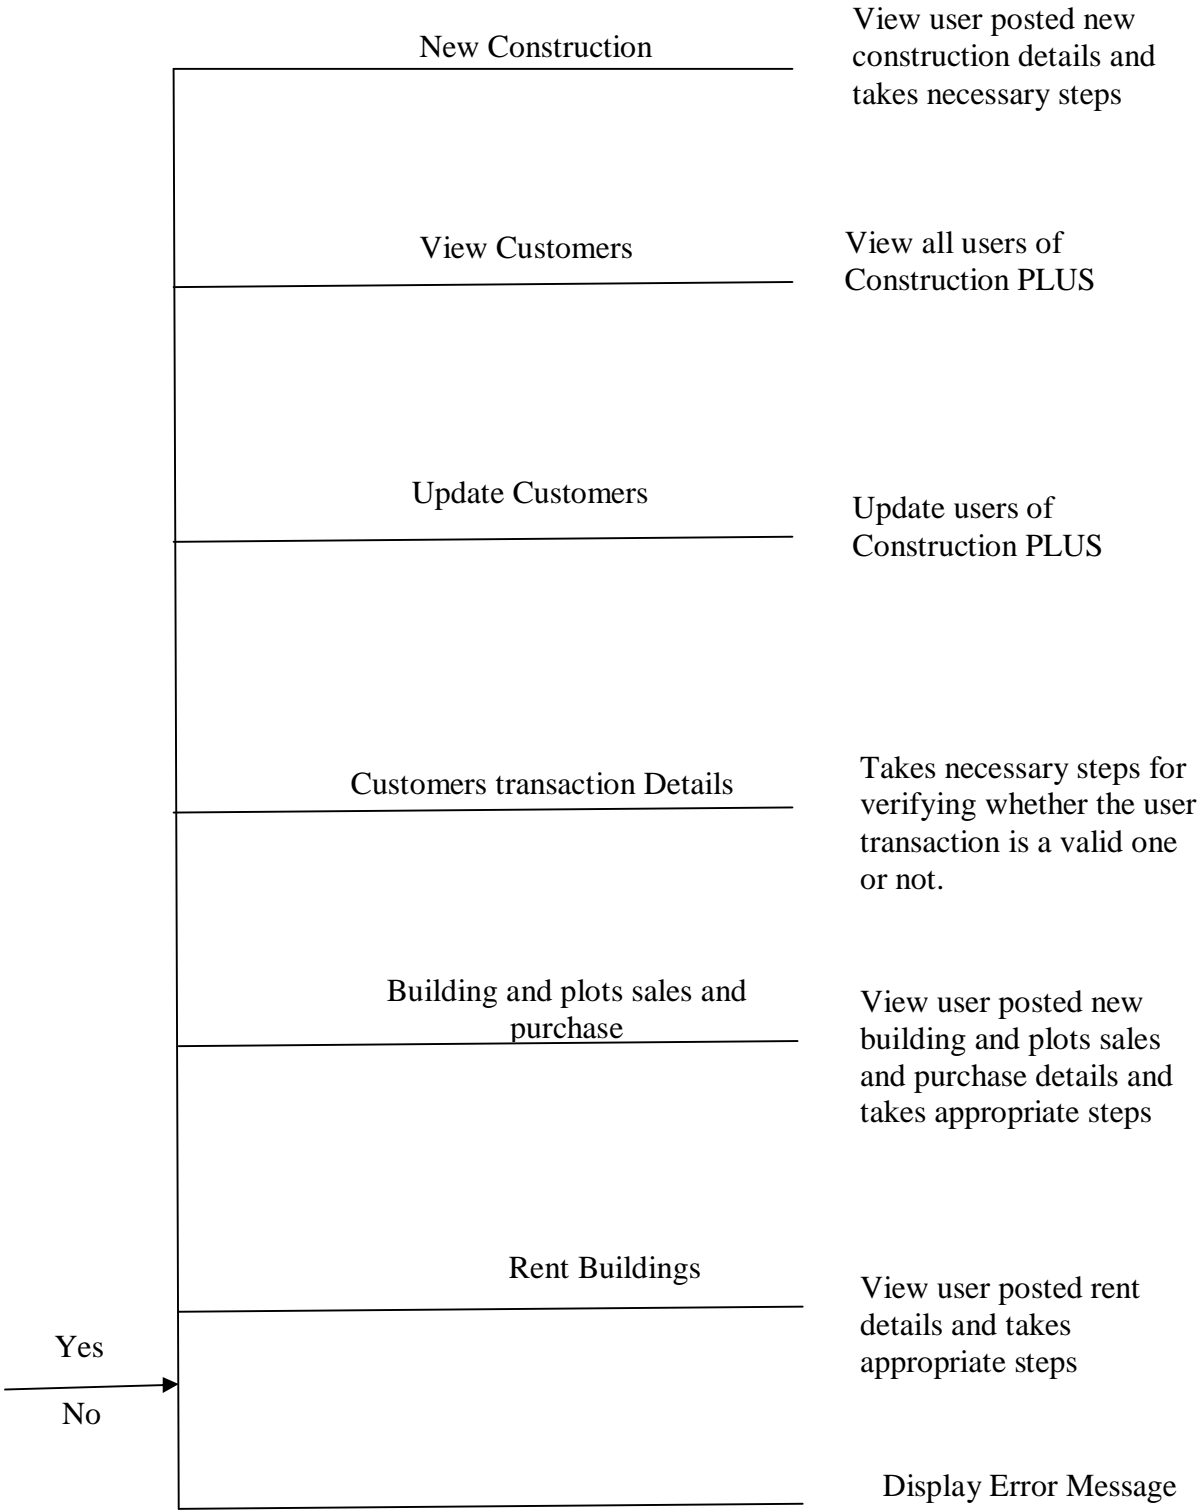 New Construction
View user posted new
construction details and
takes necessary steps
View Customers
View all users of
Construction PLUS
Update Customers
Update users of
Construction PLUS
Customers transaction Details
Takes necessary steps for
verifying whether the user
transaction is a valid one
or not.
Building and plots sales and
purchase
View user posted new
building and plots sales
and purchase details and
takes appropriate steps
Rent Buildings
View user posted rent
details and takes
appropriate steps
Yes
No
Display Error Message